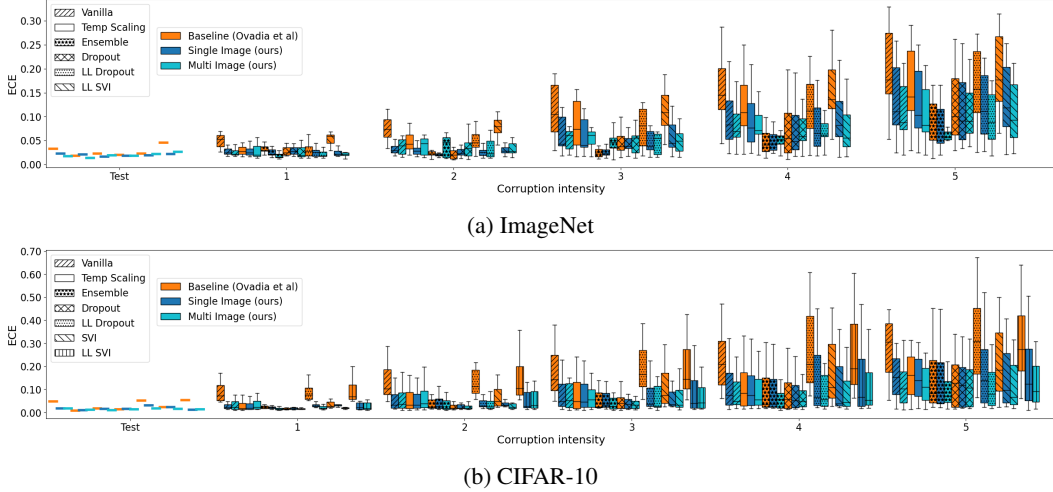 0.30
0.25
0.20
0.15
0.10
0.05
0.00
ECE
Vanilla
Temp Scaling
Ensemble
Dropout
LL Dropout
LL SVI
Baseline (Ovadia et al)
Single Image (ours)
Multi Image (ours)
Test 1 2 3 4 5
Corruption intensity
(a) ImageNet
0.70
0.60
0.50
0.40
0.30
0.20
0.10
0.00
ECE
Vanilla
Temp Scaling
Ensemble
Dropout
LL Dropout
SVI
LL SVI
Baseline (Ovadia et al)
Single Image (ours)
Multi Image (ours)
Test 1 2 3 4 5
Corruption intensity
(b) CIFAR-10